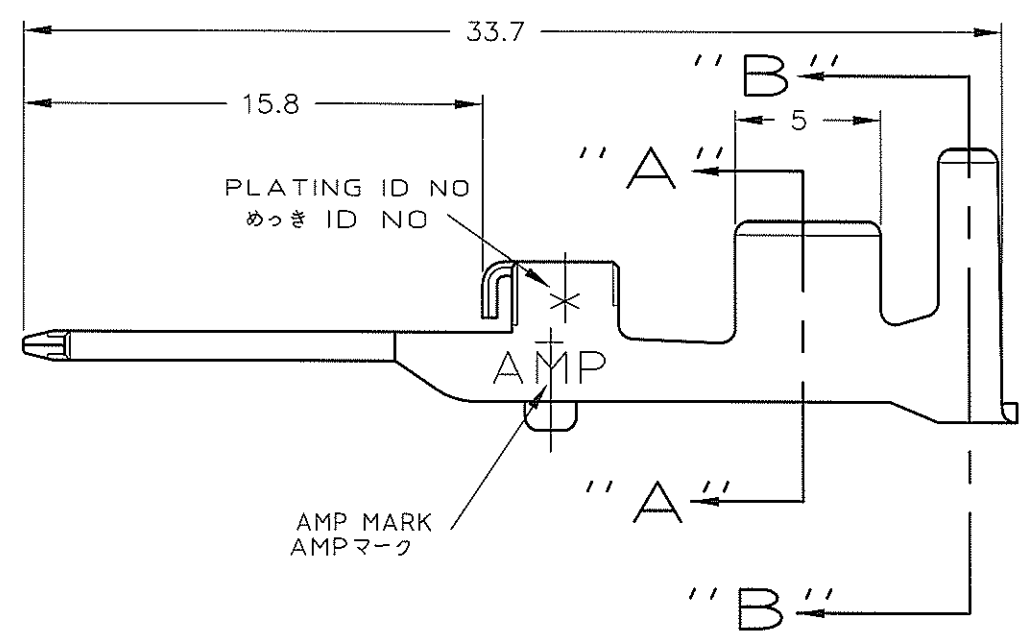 33.7
"B"
15.8
5
"A"
PLATING ID NO
めっき ID NO
AMP
"A"
AMP MARK
AMPマーク
"B"